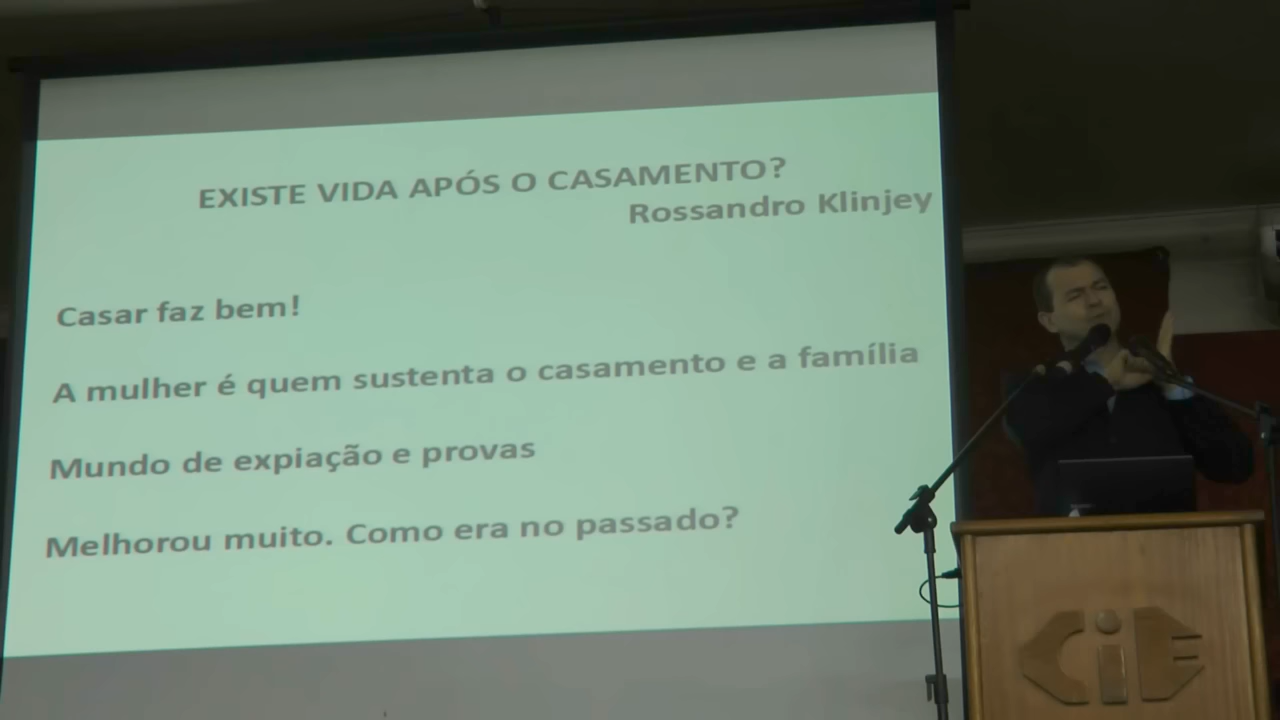 EXISTE VIDA APÓS O CASAMENTO?
Rossandro Klinjey
Casar faz bem!
A mulher é quem sustenta o casamento e a família
Mundo de expiação e provas
Melhorou muito. Como era no passado?
CIE